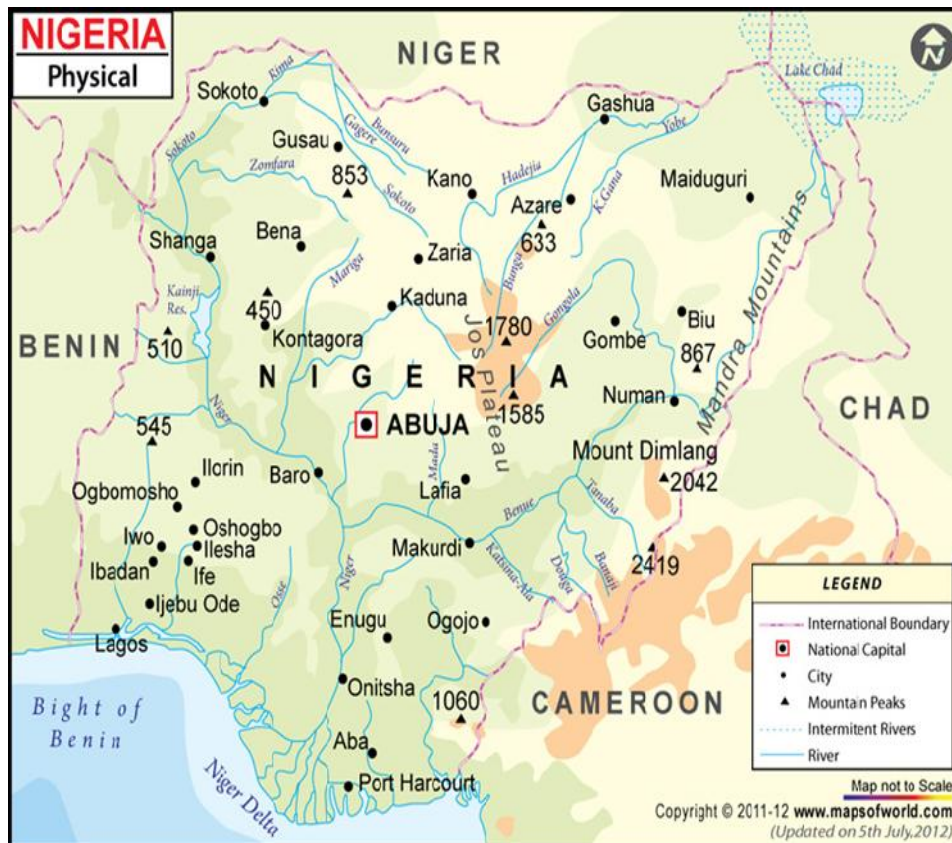 NIGERIA
Physical
NIGER
N
Lake Chad
Sokoto
Kima
Gashua
Gusau
Gagere
Bunsuru
Yobe
Sokoto
Zomfara
853
Kano
Hadejia
Maiduguri
Azare
K.Gana
Sokoto
633
Shanga
Bena
Zaria
Mariga
Bunga
Kainji
Res.
450
Kaduna
Gongola
Mandra Mountains
510
Kontagora
1780
Jos Plateau
Gombe
Biu
BENIN
867
NIGERIA
1585
Numan
CHAD
Niger
ABUJA
545
Mount Dimlang
Ilcrin
Baro
Mada
Lafia
2042
Ogbomosho
Benue
Tanaba
Iwo
Oshogbo
Ilesha
Makurdi
Katsina-Ala
Donga
Banaji
2419
Ibadan
Ife
Osse
Niger
Ijebu Ode
Enugu
Ogojo
Lagos
Onitsha
CAMEROON
1060
Bight of
Benin
Aba
Port Harcourt
Niger Delta
LEGEND
International Boundary
National Capital
City
Mountain Peaks
Intermitent Rivers
River
Map not to Scale
Copyright © 2011-12 www.mapsofworld.com
(Updated on 5th July,2012)